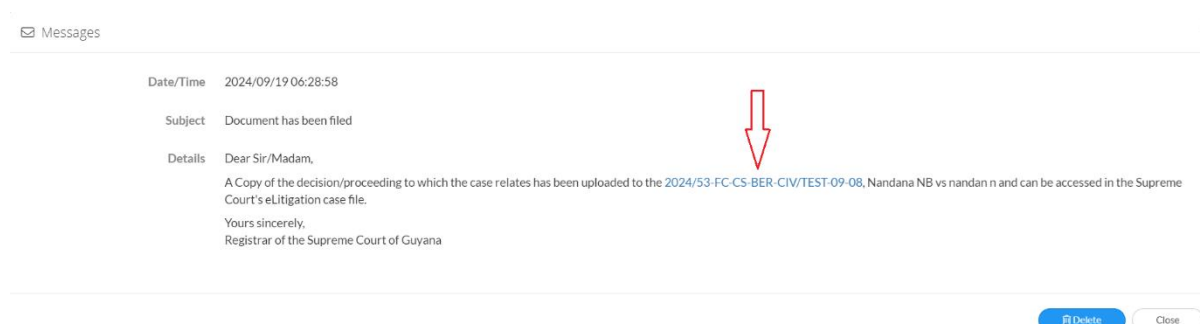 Messages
Date/Time 2024/09/19 06:28:58
Subject Document has been filed
Details Dear Sir/Madam,
A Copy of the decision/proceeding to which the case relates has been uploaded to the 2024/53-FC-CS-BER-CIV/TEST-09-08, Nandana NB vs nandan n and can be accessed in the Supreme
Court's eLitigation case file.
Yours sincerely,
Registrar of the Supreme Court of Guyana
Delete Close